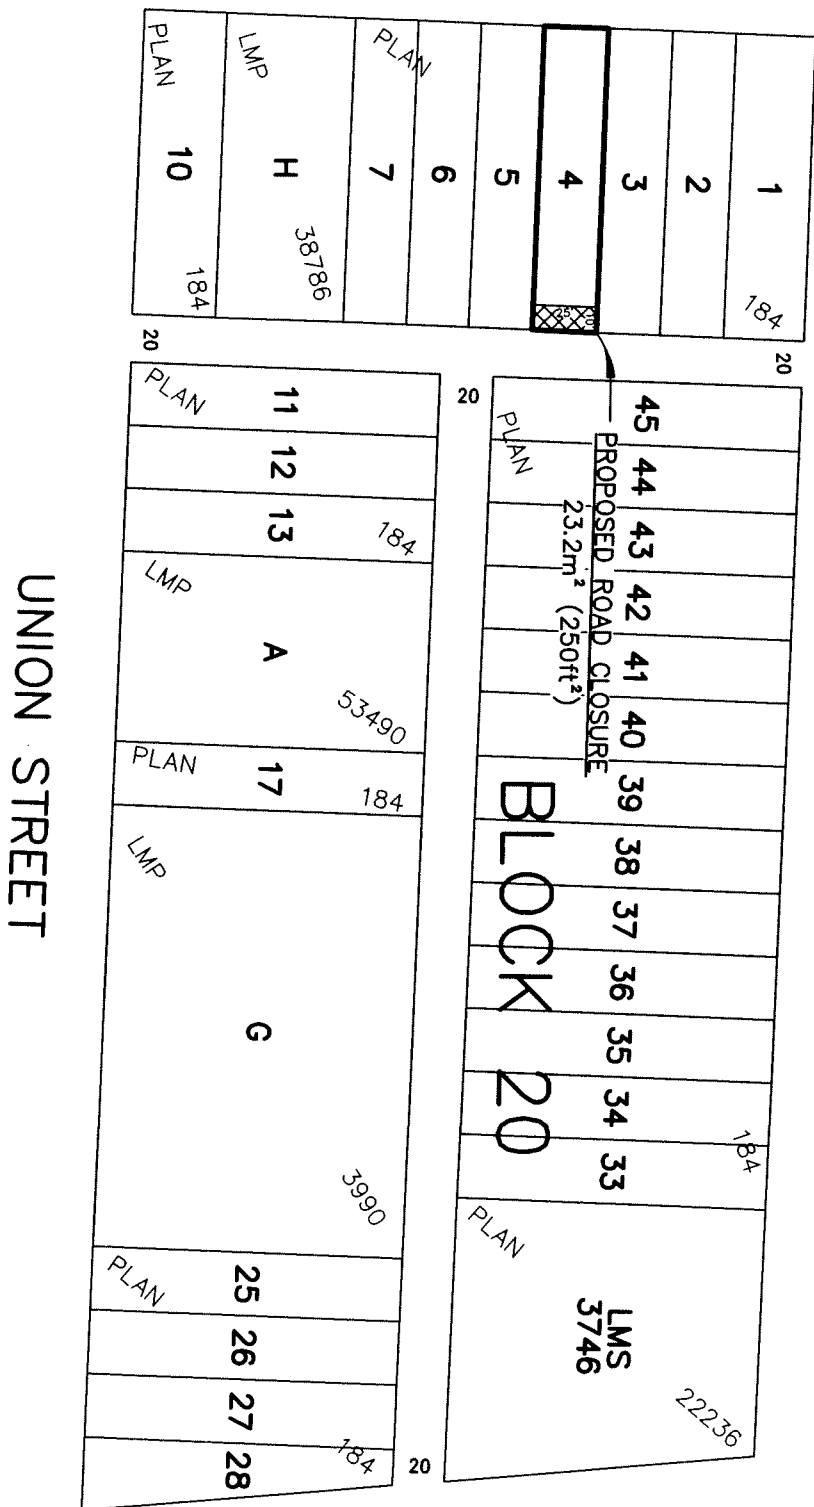 PLAN
10
184
LMP
H
38786
PLAN
7
6
5
4
25
10
3
2
1
184
20
20
20
PLAN
11
12
13
184
LMP
A
53490
PLAN
17
184
LMP
G
3990
PLAN
25
26
27
28
184
20
PLAN
45
44
43
42
41
40
39
38
37
36
35
34
33
184
PROPOSED ROAD CLOSURE
23.2m² (250ft²)
BLOCK 20
PLAN
LMS
3746
22236
UNION STREET